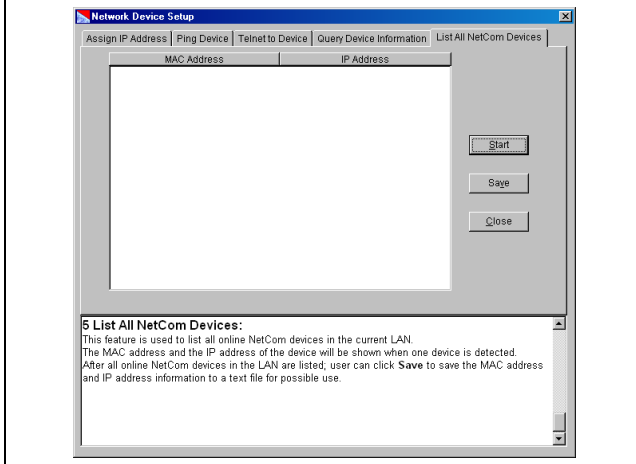 Network Device Setup
Assign IP Address Ping Device Telnet to Device Query Device Information List All NetCom Devices
MAC Address IP Address
Start
Save
Close
5 List All NetCom Devices:
This feature is used to list all online NetCom devices in the current LAN.
The MAC address and the IP address of the device will be shown when one device is detected.
After all online NetCom devices in the LAN are listed; user can click Save to save the MAC address
and IP address information to a text file for possible use.